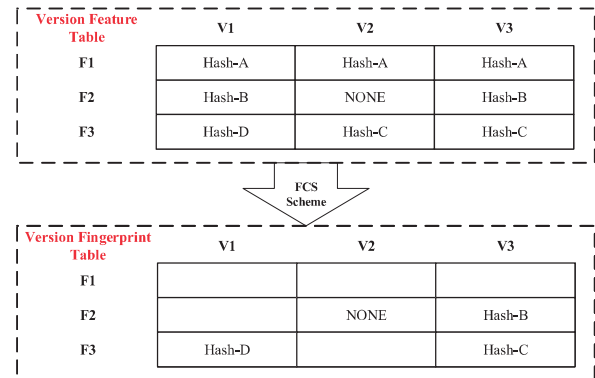 Version Feature
Table
V1 V2 V3
F1 Hash-A Hash-A Hash-A
F2 Hash-B NONE Hash-B
F3 Hash-D Hash-C Hash-C
FCS
Scheme
Version Fingerprint
Table
V1 V2 V3
F1
F2 NONE Hash-B
F3 Hash-D Hash-C